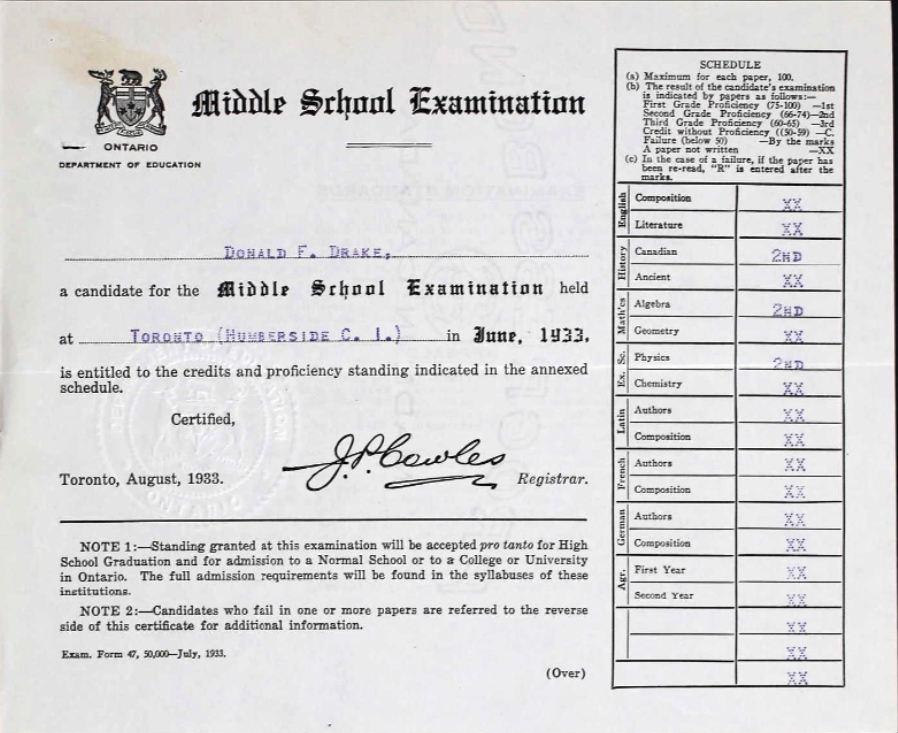 ONTARIO
DEPARTMENT OF EDUCATION
Middle School Examination
DONALD F. DRAKE,
a candidate for the Middle School Examination held
at TORONTO (HUMBERSIDE C. I.) in June, 1933,
is entitled to the credits and proficiency standing indicated in the annexed
schedule.
Certified,
J.P. Cowles
Toronto, August, 1933. Registrar.
NOTE 1:—Standing granted at this examination will be accepted pro tanto for High
School Graduation and for admission to a Normal School or to a College or University
in Ontario. The full admission requirements will be found in the syllabuses of these
institutions.
NOTE 2:—Candidates who fail in one or more papers are referred to the reverse
side of this certificate for additional information.
Exam. Form 47, 50,000—July, 1933.
(Over)
SCHEDULE
(a) Maximum for each paper, 100.
(b) The result of the candidate's examination
is indicated by papers as follows:—
First Grade Proficiency (75-100) —1st
Second Grade Proficiency (66-74)—2nd
Third Grade Proficiency (60-65) —3rd
Credit without Proficiency ((50-59) —C.
Failure (below 50) —By the marks
A paper not written —XX
(c) In the case of a failure, if the paper has
been re-read, "R" is entered after the
marks.
English
Composition XX
Literature XX
History
Canadian 2ND
Ancient XX
Math'cs
Algebra 2ND
Geometry XX
Ex. Sc.
Physics 2ND
Chemistry XX
Latin
Authors XX
Composition XX
French
Authors XX
Composition XX
German
Authors XX
Composition XX
Agr.
First Year XX
Second Year XX
XX
XX
XX